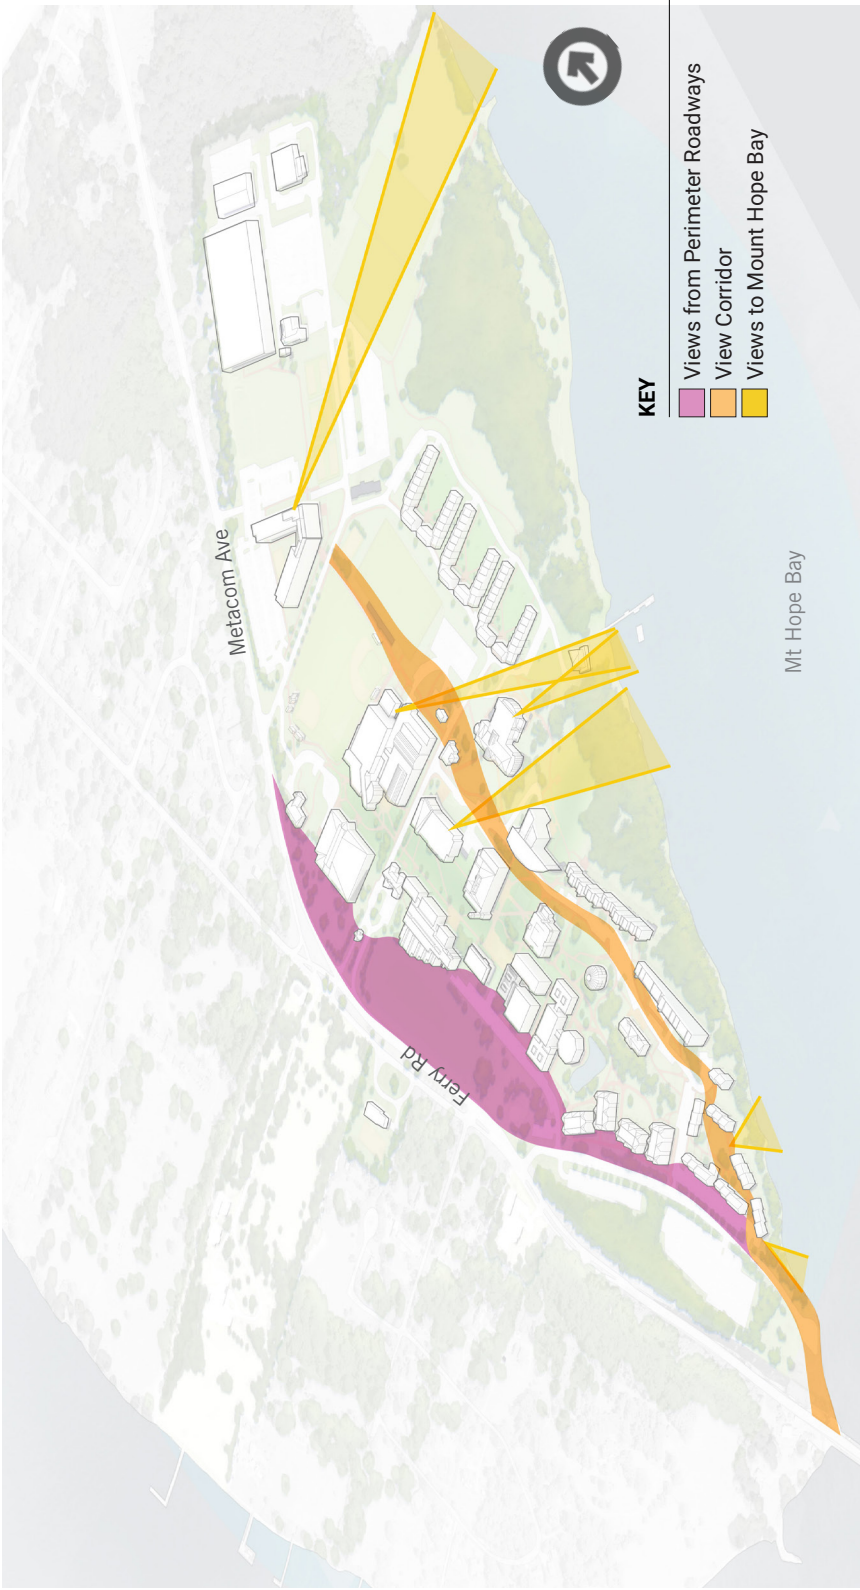 Metacom Ave
Ferry Rd
Mt Hope Bay
KEY
Views from Perimeter Roadways
View Corridor
Views to Mount Hope Bay